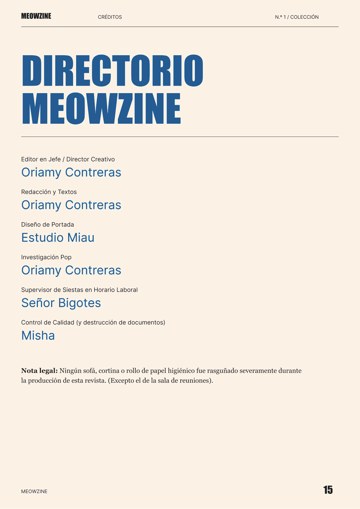 MEOWZINE
CRÉDITOS
N.º 1 / COLECCIÓN
DIRECTORIO
MEOWZINE
Editor en Jefe / Director Creativo
Oriamy Contreras
Redacción y Textos
Oriamy Contreras
Diseño de Portada
Estudio Miau
Investigación Pop
Oriamy Contreras
Supervisor de Siestas en Horario Laboral
Señor Bigotes
Control de Calidad (y destrucción de documentos)
Misha
Nota legal: Ningún sofá, cortina o rollo de papel higiénico fue rasguñado severamente durante
la producción de esta revista. (Excepto el de la sala de reuniones).
MEOWZINE
15